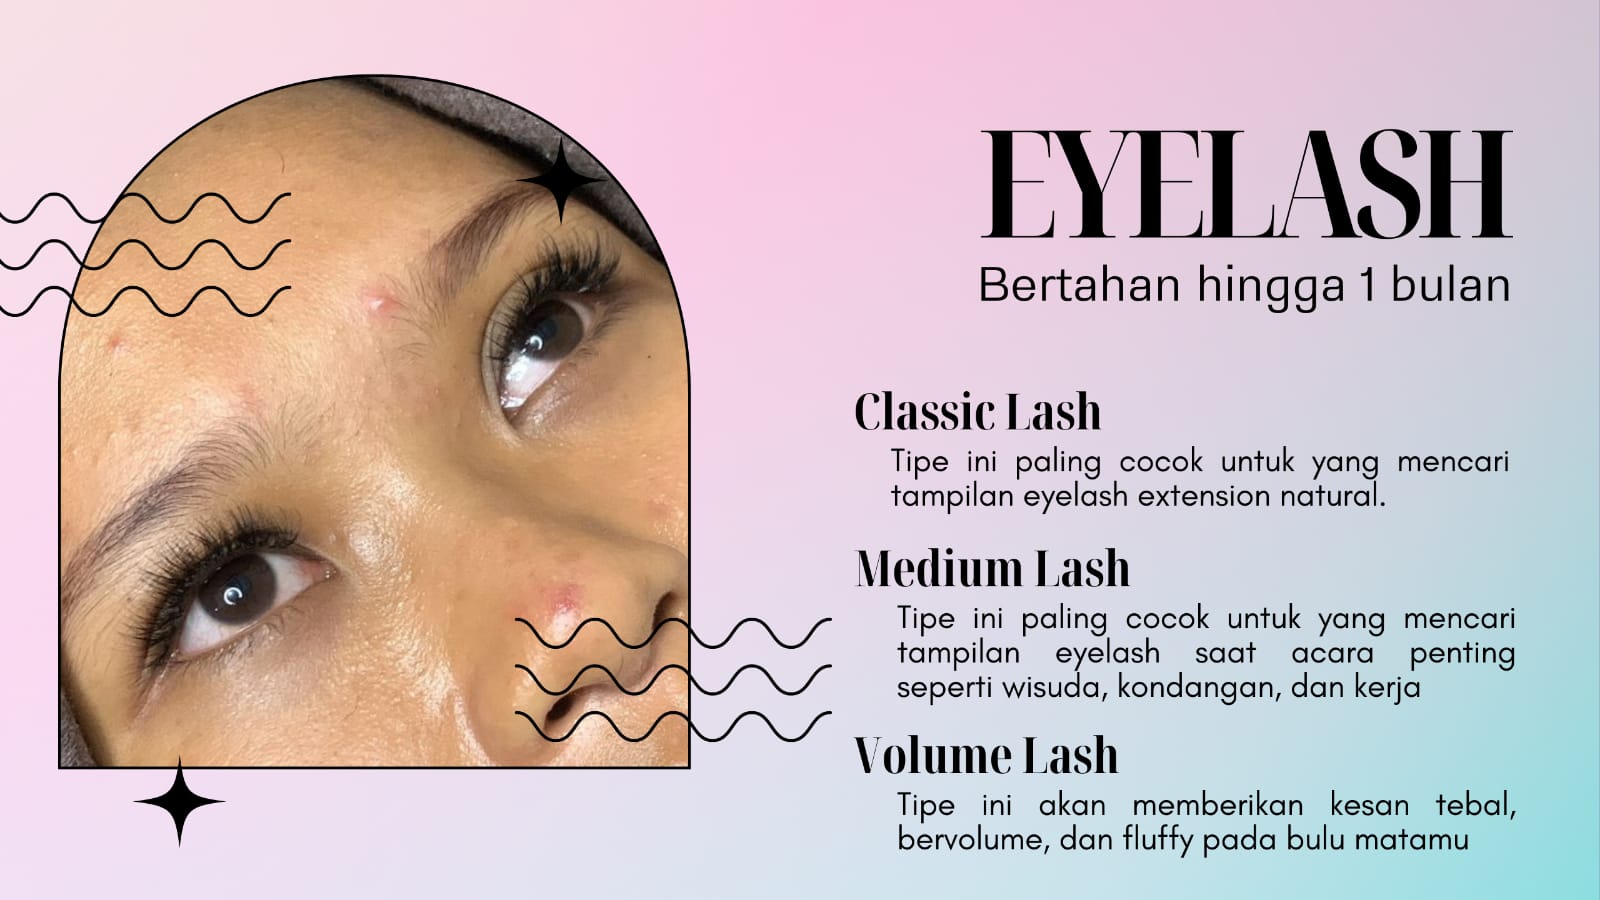 EYELASH
Bertahan hingga 1 bulan
Classic Lash
Tipe ini paling cocok untuk yang mencari
tampilan eyelash extension natural.
Medium Lash
Tipe ini paling cocok untuk yang mencari
tampilan eyelash saat acara penting
seperti wisuda, kondangan, dan kerja
Volume Lash
Tipe ini akan memberikan kesan tebal,
bervolume, dan fluffy pada bulu matamu